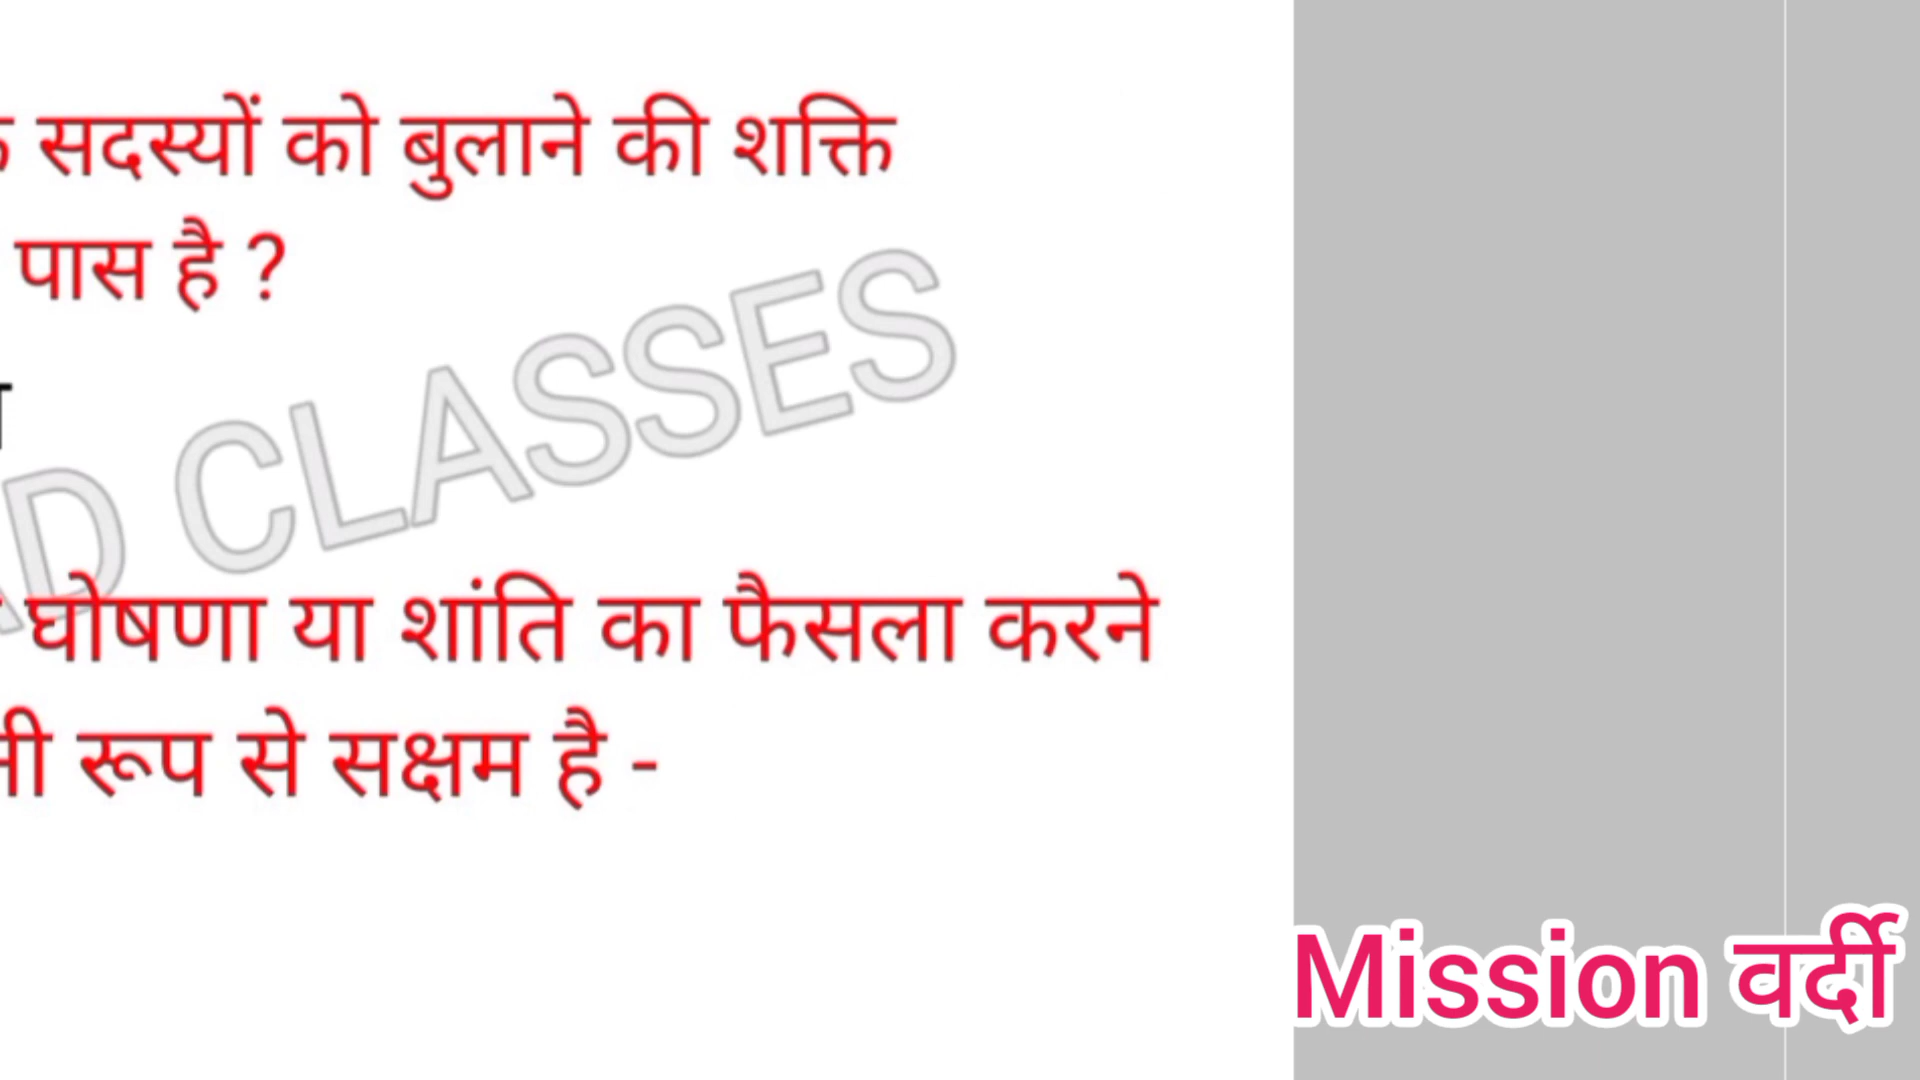 सदस्यों को बुलाने की शक्ति
पास है ?
CLASSES
घोषणा या शांति का फैसला करने
रूप से सक्षम है -
Mission वर्दी